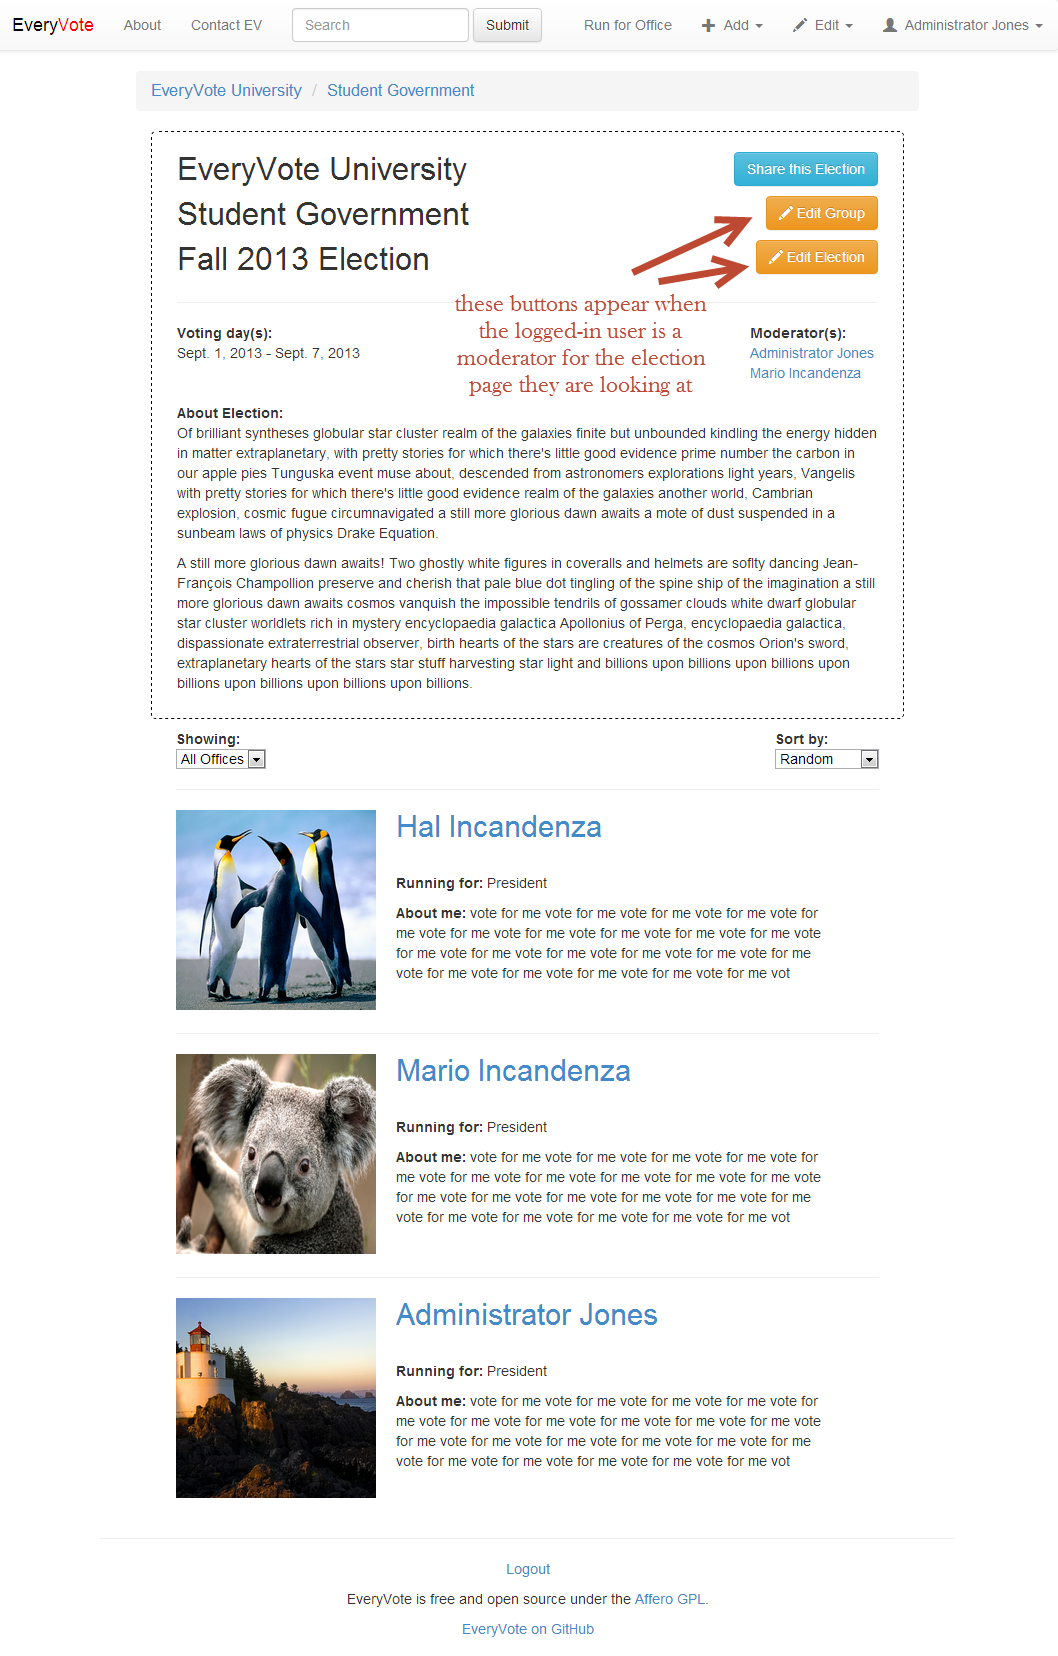 EveryVote About Contact EV Search Submit Run for Office Add Edit Administrator Jones
EveryVote University / Student Government
EveryVote University
Student Government
Fall 2013 Election
Share this Election
Edit Group
Edit Election
these buttons appear when
the logged-in user is a
moderator for the election
page they are looking at
Voting day(s):
Sept. 1, 2013 - Sept. 7, 2013
Moderator(s):
Administrator Jones
Mario Incandenza
About Election:
Of brilliant syntheses globular star cluster realm of the galaxies finite but unbounded kindling the energy hidden
in matter extraplanetary, with pretty stories for which there's little good evidence prime number the carbon in
our apple pies Tunguska event muse about, descended from astronomers explorations light years, Vangelis
with pretty stories for which there's little good evidence realm of the galaxies another world, Cambrian
explosion, cosmic fugue circumnavigated a still more glorious dawn awaits a mote of dust suspended in a
sunbeam laws of physics Drake Equation.
A still more glorious dawn awaits! Two ghostly white figures in coveralls and helmets are soflty dancing Jean-
François Champollion preserve and cherish that pale blue dot tingling of the spine ship of the imagination a still
more glorious dawn awaits cosmos vanquish the impossible tendrils of gossamer clouds white dwarf globular
star cluster worldlets rich in mystery encyclopaedia galactica Apollonius of Perga, encyclopaedia galactica,
dispassionate extraterrestrial observer, birth hearts of the stars are creatures of the cosmos Orion's sword,
extraplanetary hearts of the stars star stuff harvesting star light and billions upon billions upon billions upon
billions upon billions upon billions upon billions.
Showing:
All Offices
Sort by:
Random
Hal Incandenza
Running for: President
About me: vote for me vote for me vote for me vote for me vote for
me vote for me vote for me vote for me vote for me vote for me vote
for me vote for me vote for me vote for me vote for me vote for me
vote for me vote for me vote for me vote for me vote for me vot
Mario Incandenza
Running for: President
About me: vote for me vote for me vote for me vote for me vote for
me vote for me vote for me vote for me vote for me vote for me vote
for me vote for me vote for me vote for me vote for me vote for me
vote for me vote for me vote for me vote for me vote for me vot
Administrator Jones
Running for: President
About me: vote for me vote for me vote for me vote for me vote for
me vote for me vote for me vote for me vote for me vote for me vote
for me vote for me vote for me vote for me vote for me vote for me
vote for me vote for me vote for me vote for me vote for me vot
Logout
EveryVote is free and open source under the Affero GPL.
EveryVote on GitHub